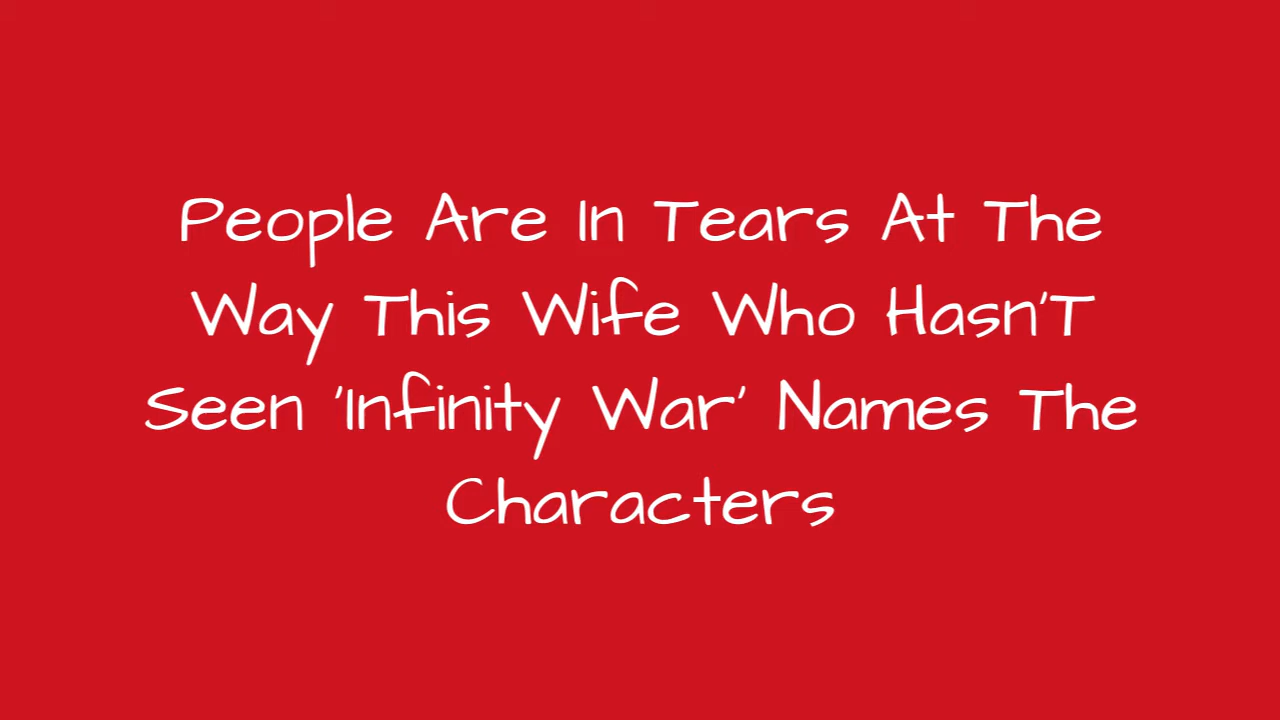 People Are In Tears At The
Way This Wife Who Hasn'T
Seen 'Infinity War' Names The
Characters